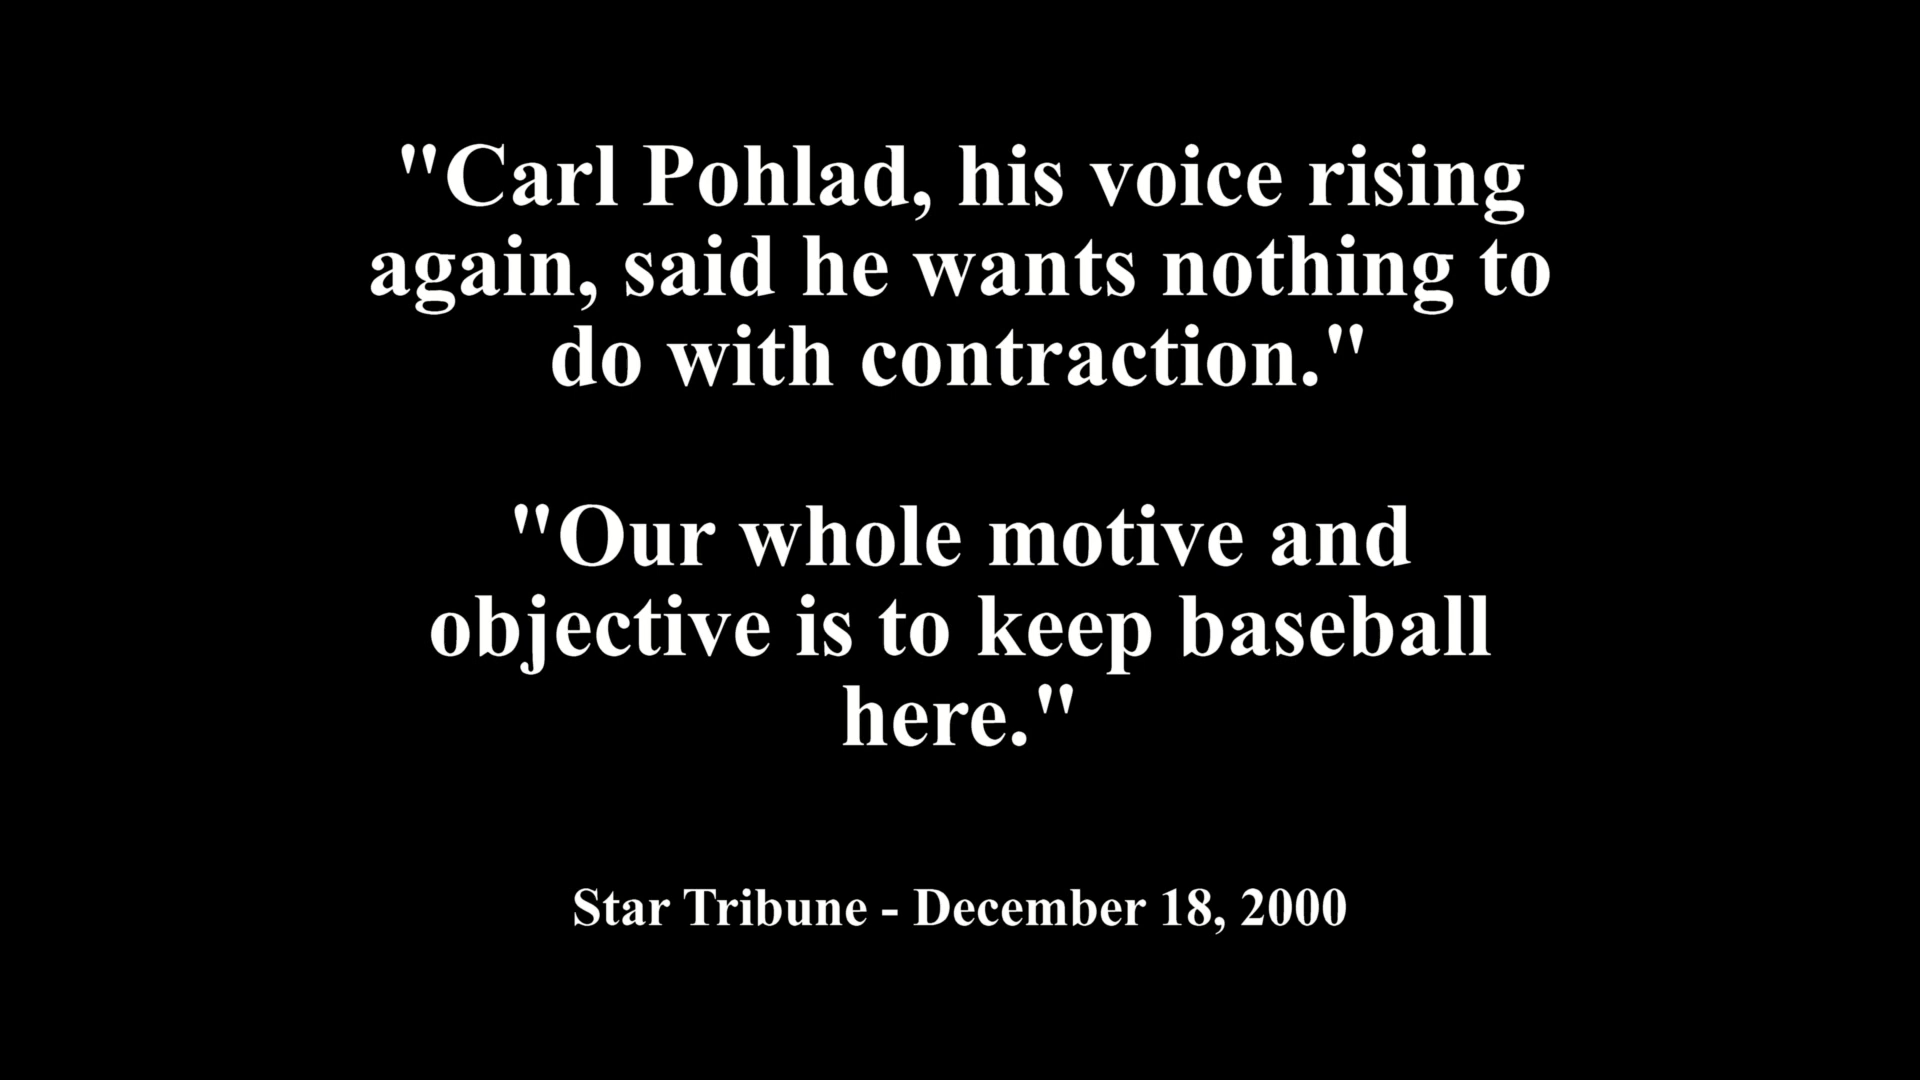 "Carl Pohlad, his voice rising
again, said he wants nothing to
do with contraction."
"Our whole motive and
objective is to keep baseball
here."
Star Tribune - December 18, 2000